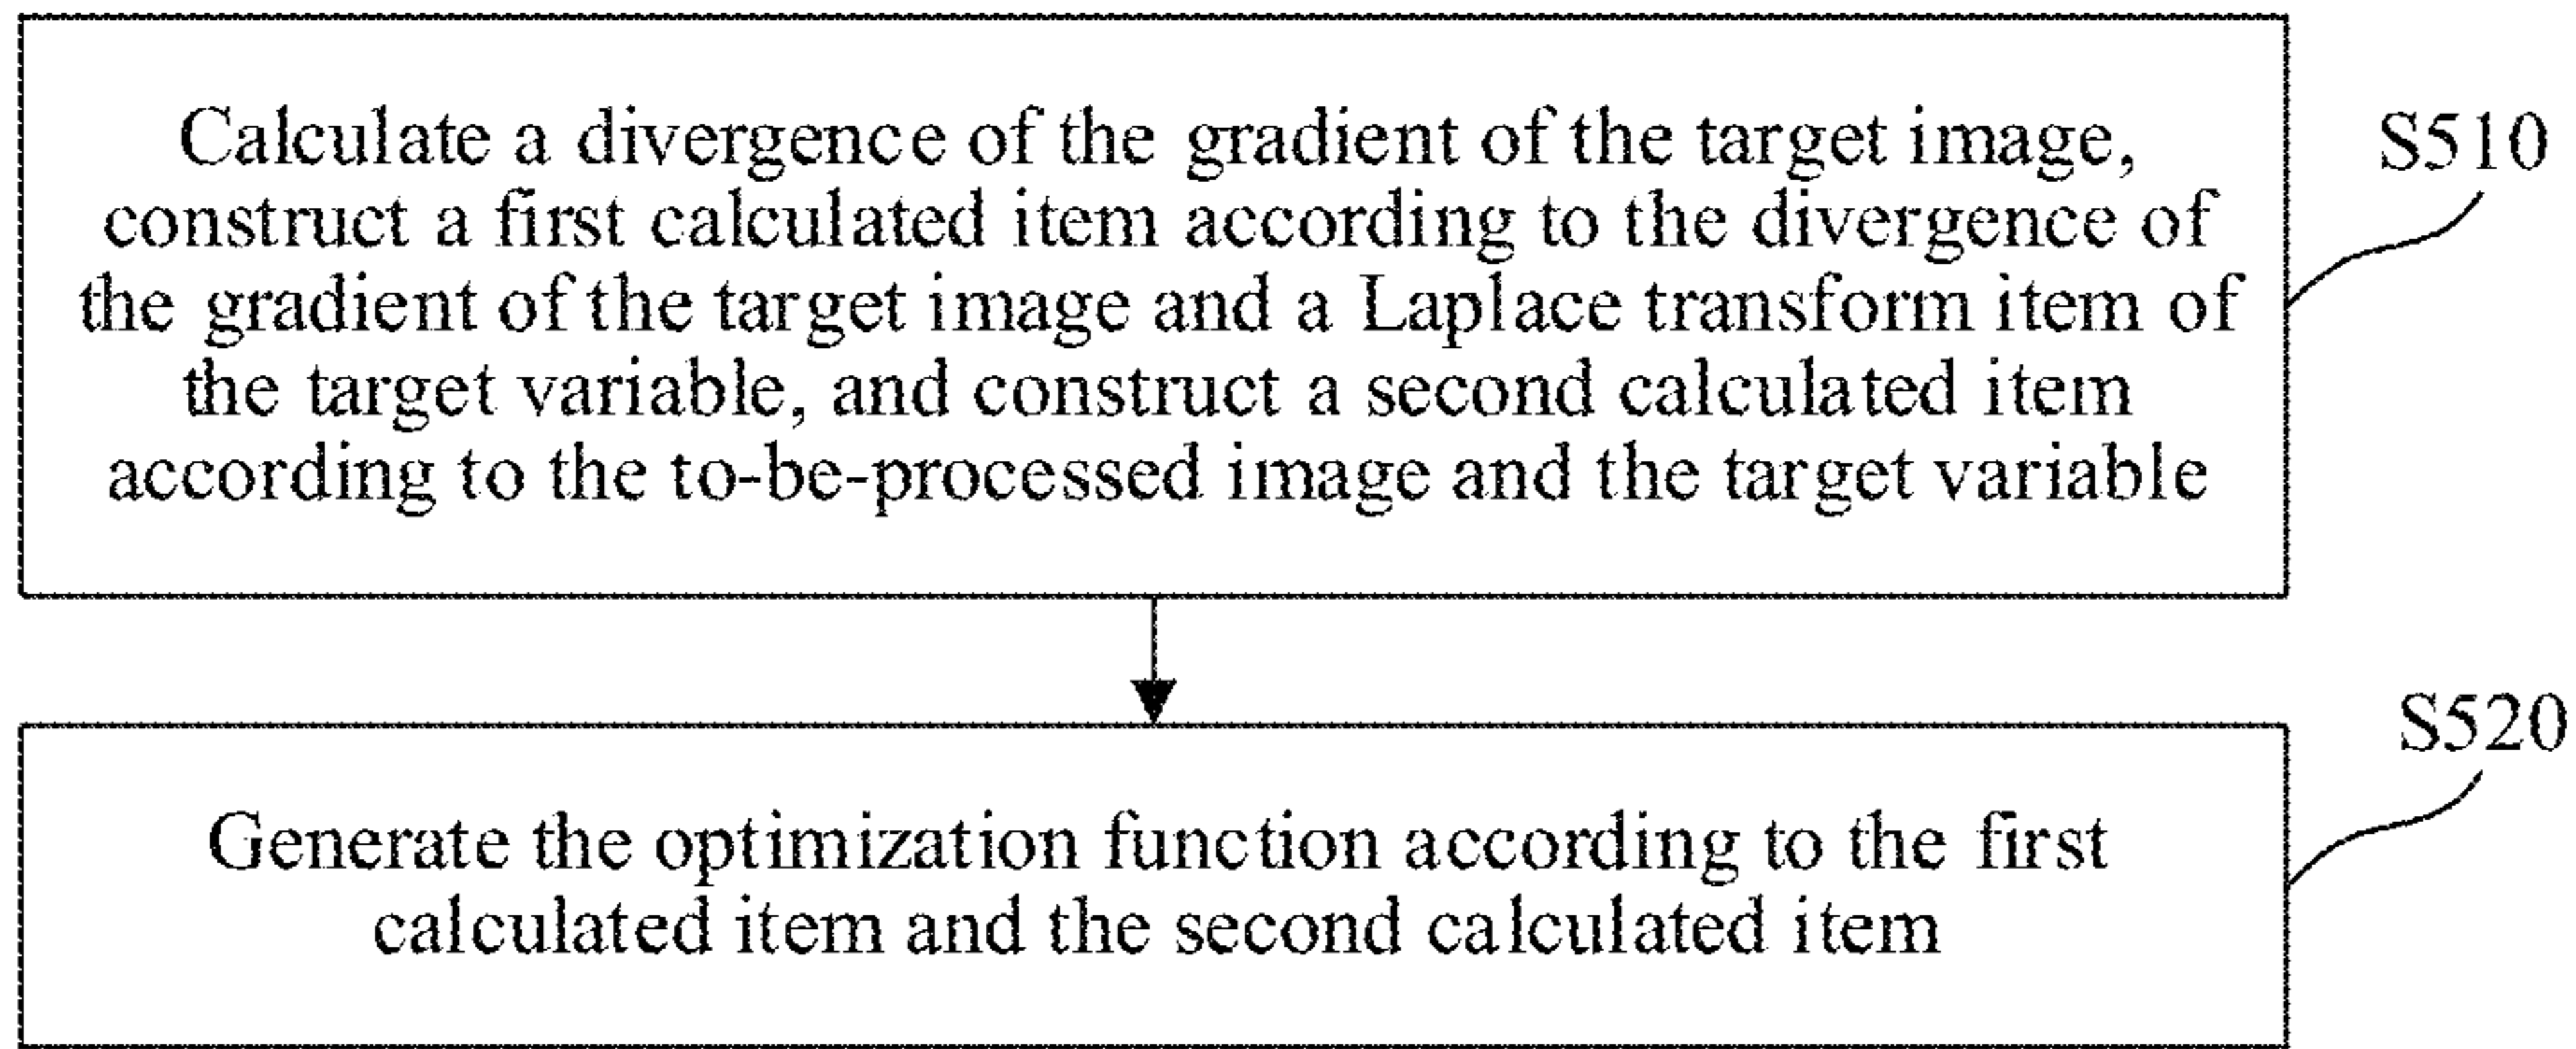 Calculate a divergence of the gradient of the target image,
construct a first calculated item according to the divergence of
the gradient of the target image and a Laplace transform item of
the target variable, and construct a second calculated item
according to the to-be-processed image and the target variable
S510
Generate the optimization function according to the first
calculated item and the second calculated item
S520